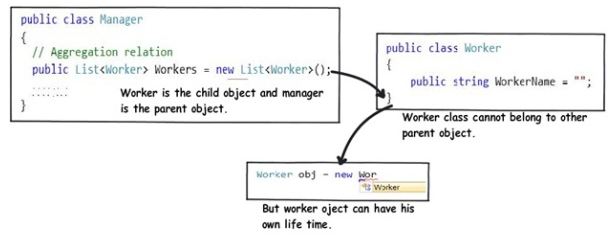 public class Manager
{
// Aggregation relation
public List<Worker> Workers = new List<Worker>();
Worker is the child object and manager
is the parent object.
}
public class Worker
{
public string WorkerName = "";
}
Worker class cannot belong to other
parent object.
Worker obj = new Wor
Worker
But worker oject can have his
own life time.